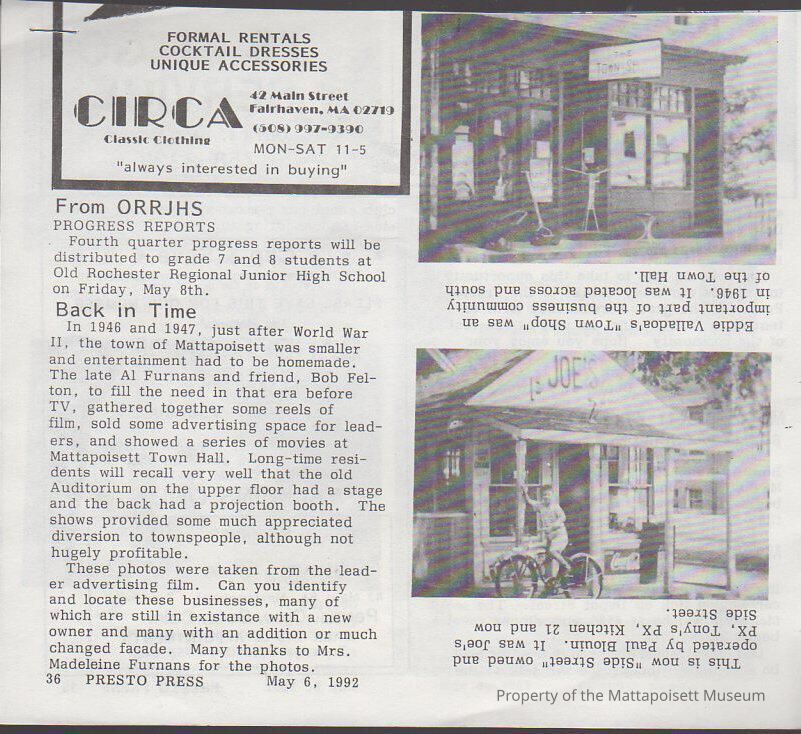 FORMAL RENTALS
COCKTAIL DRESSES
UNIQUE ACCESSORIES
CIRCA
Classic Clothing
42 Main Street
Fairhaven, MA 02719
(508) 997-9390
MON-SAT 11-5
"always interested in buying"
From ORRJHS
PROGRESS REPORTS
Fourth quarter progress reports will be
distributed to grade 7 and 8 students at
Old Rochester Regional Junior High School
on Friday, May 8th.
Back in Time
In 1946 and 1947, just after World War
II, the town of Mattapoisett was smaller
and entertainment had to be homemade.
The late Al Furnans and friend, Bob Fel-
ton, to fill the need in that era before
TV, gathered together some reels of
film, sold some advertising space for lead-
ers, and showed a series of movies at
Mattapoisett Town Hall. Long-time resi-
dents will recall very well that the old
Auditorium on the upper floor had a stage
and the back had a projection booth. The
shows provided some much appreciated
diversion to townspeople, although not
hugely profitable.
These photos were taken from the lead-
er advertising film. Can you identify
and locate these businesses, many of
which are still in existance with a new
owner and many with an addition or much
changed facade. Many thanks to Mrs.
Madeleine Furnans for the photos.
36 PRESTO PRESS May 6, 1992
THE
TOWN SH
Eddie Valladoa's "Town Shop" was an
important part of the business community
in 1946. It was located across and south
of the Town Hall.
JOE'S
This is now "Side Street" owned and
operated by Paul Blouin. It was Joe's
PX, Tony's PX, Kitchen 21 and now
Side Street.
Property of the Mattapoisett Museum